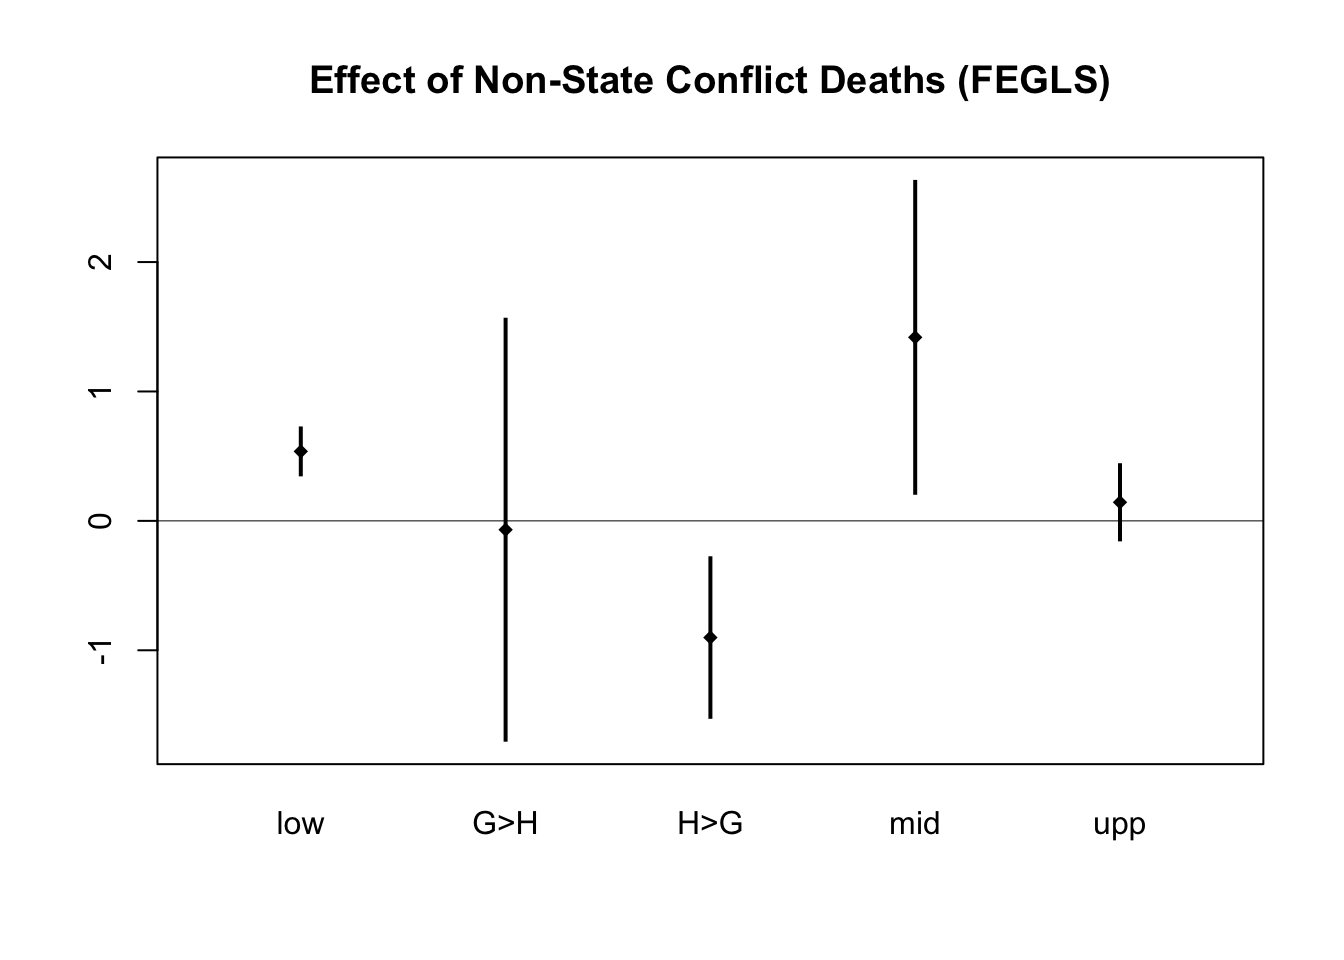 Effect of Non-State Conflict Deaths (FEGLS)
2
1
0
-1
low G>H H>G mid upp